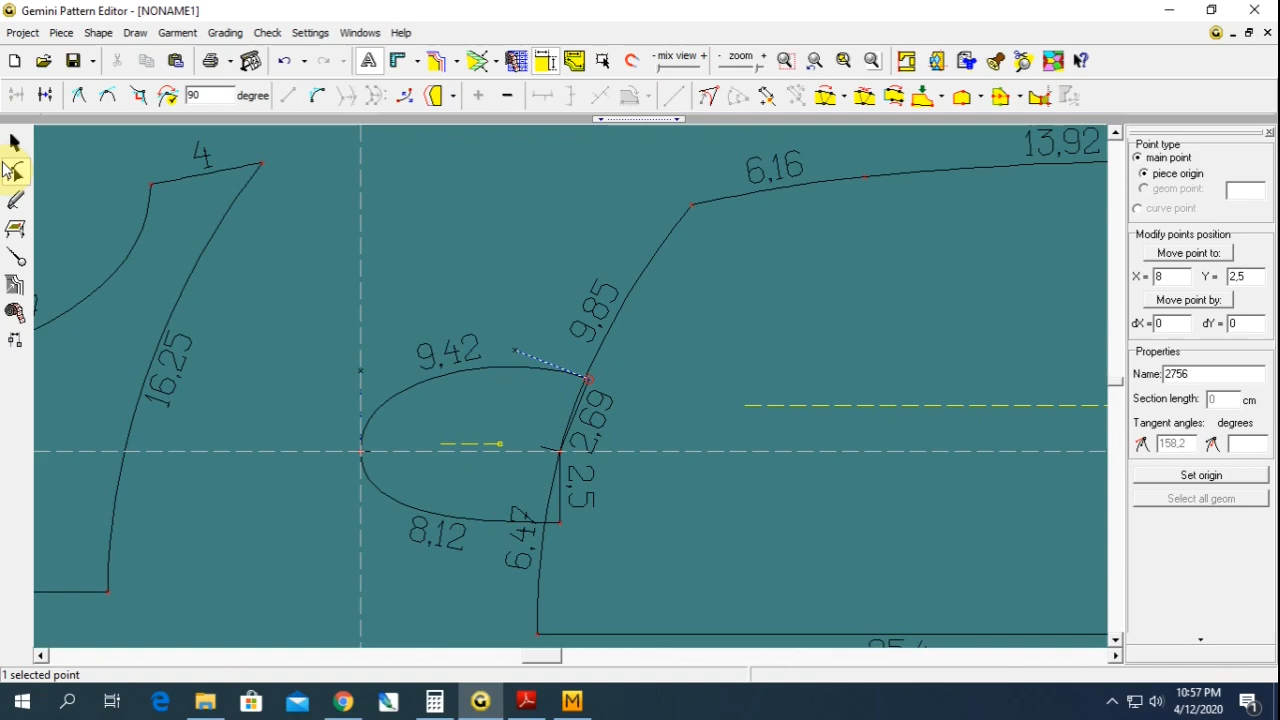 Gemini Pattern Editor - [NONAME1]
Project Piece Shape Draw Garment Grading Check Settings Windows Help
A - mix view + - zoom +
90 degree
4
16,25
9,42
8,12
9,85
2,69
2,5
6,47
6,16
13,92
Point type
main point
piece origin
geom point:
curve point
Modify points position
Move point to:
X = 8 Y = 2,5
Move point by:
dX = 0 dY = 0
Properties
Name: 2756
Section length: 0 cm
Tangent angles: degrees
158,2
Set origin
Select all geom
1 selected point
10:57 PM
4/12/2020
1